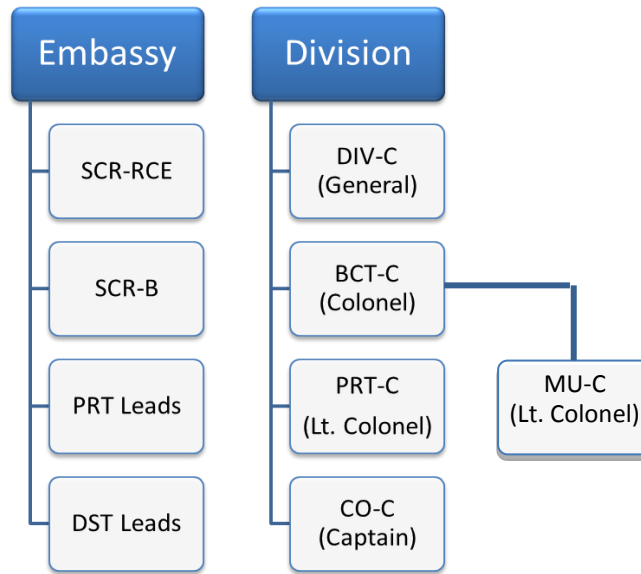 Embassy
SCR-RCE
SCR-B
PRT Leads
DST Leads
Division
DIV-C
(General)
BCT-C
(Colonel)
PRT-C
(Lt. Colonel)
CO-C
(Captain)
MU-C
(Lt. Colonel)